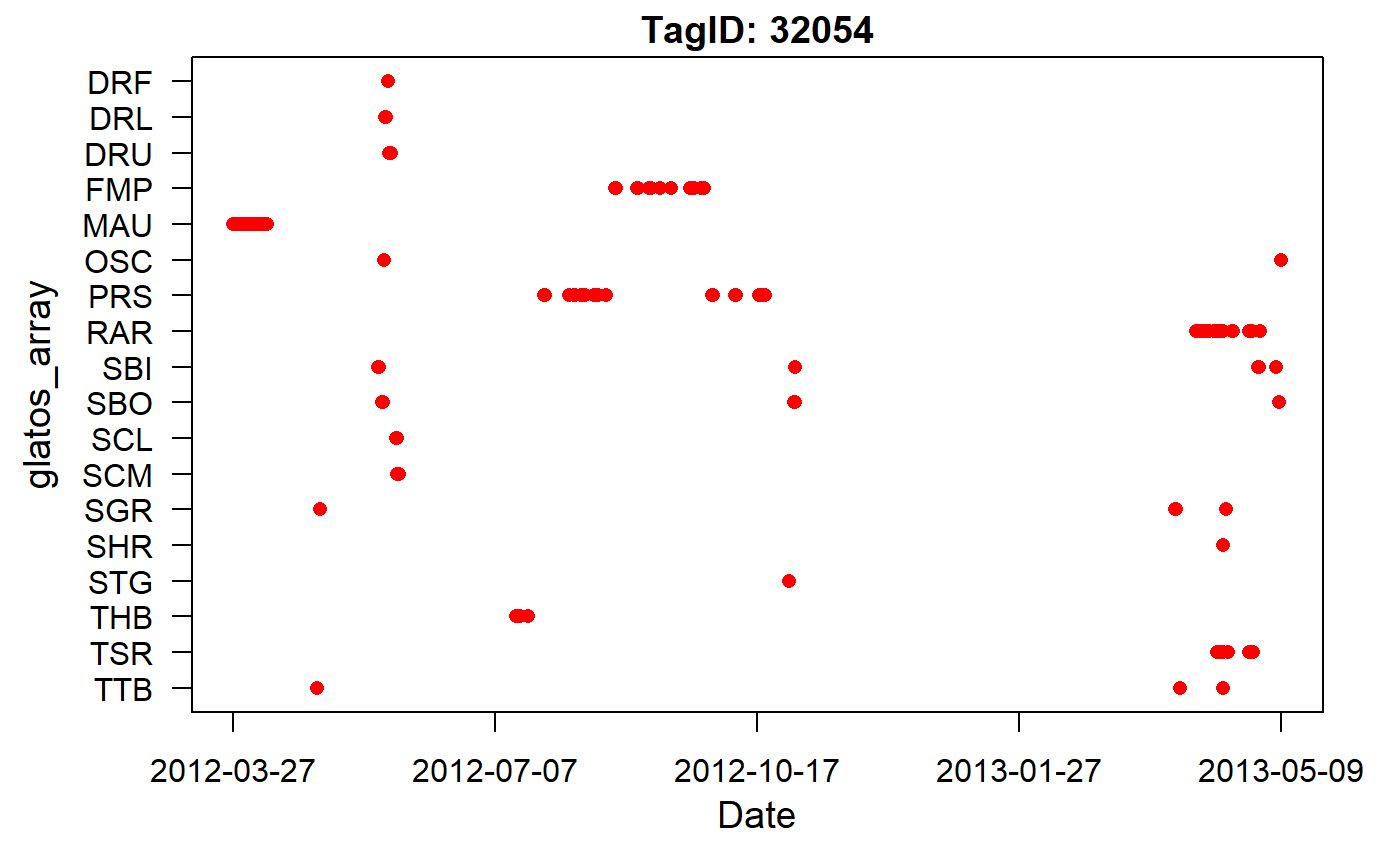 TagID: 32054
DRF
DRL
DRU
FMP
MAU
OSC
PRS
RAR
SBI
SBO
SCL
SCM
SGR
SHR
STG
THB
TSR
TTB
glatos_array
2012-03-27 2012-07-07 2012-10-17 2013-01-27 2013-05-09
Date